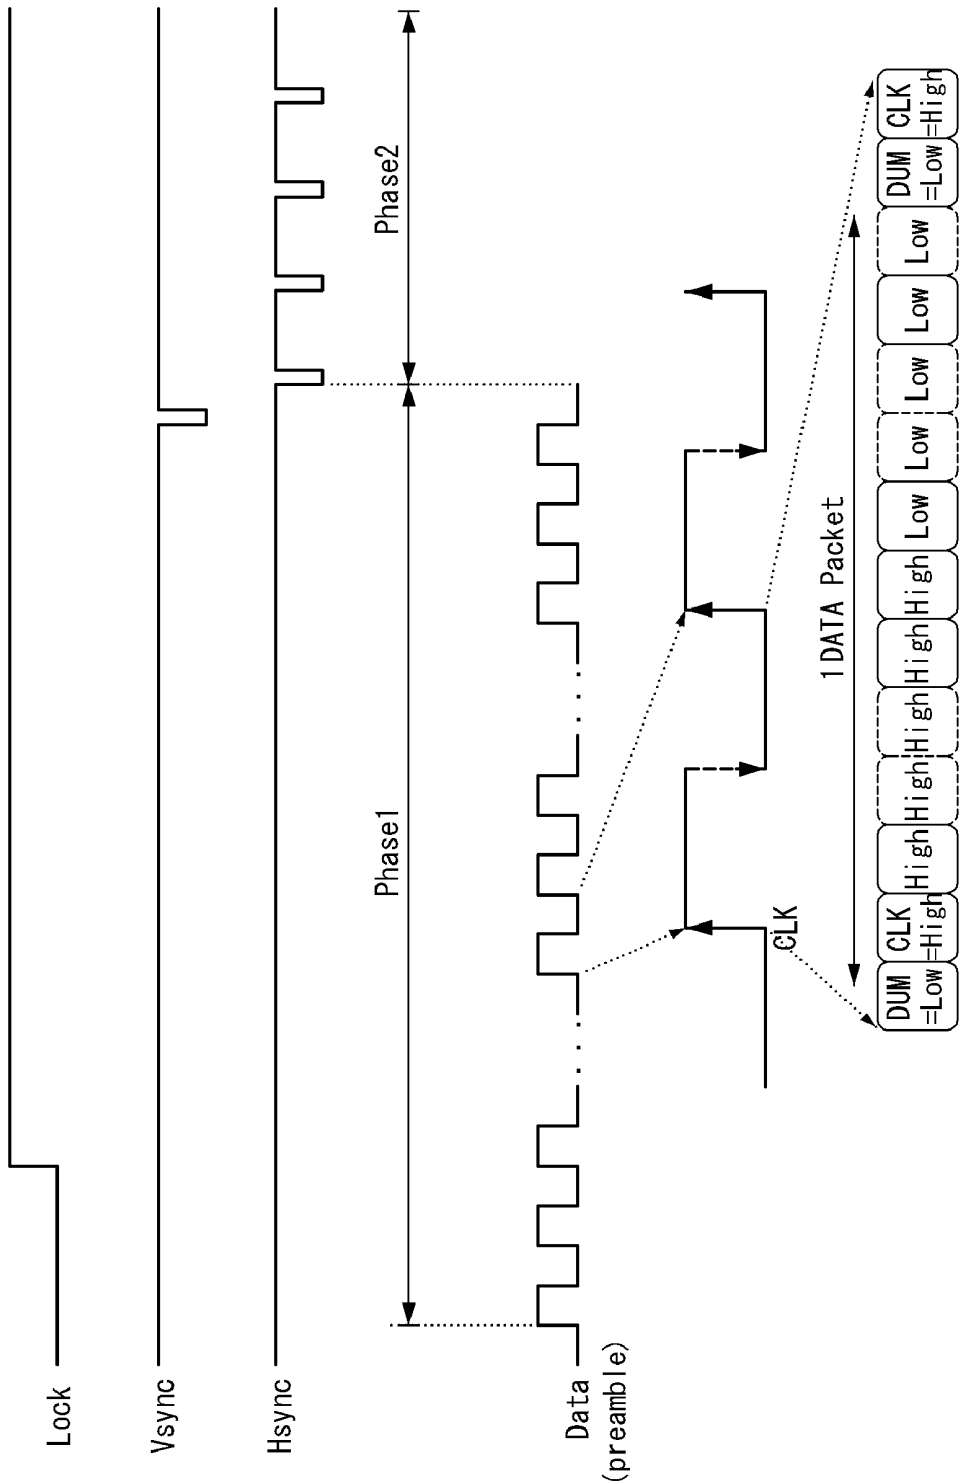 Lock
Vsync
Hsync
Phase1
Phase2
Data
(preamble)
CLK
1DATA Packet
DUM
=Low
CLK
=High
High
High
High
High
High
Low
Low
Low
Low
Low
DUM
=Low
CLK
=High